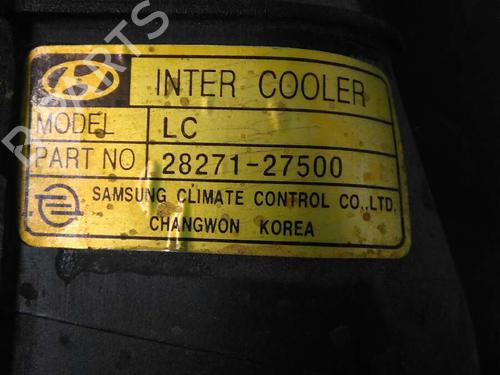 INTER COOLER
MODEL LC
PART NO 28271-27500
SAMSUNG CLIMATE CONTROL CO.,LTD.
CHANGWON KOREA